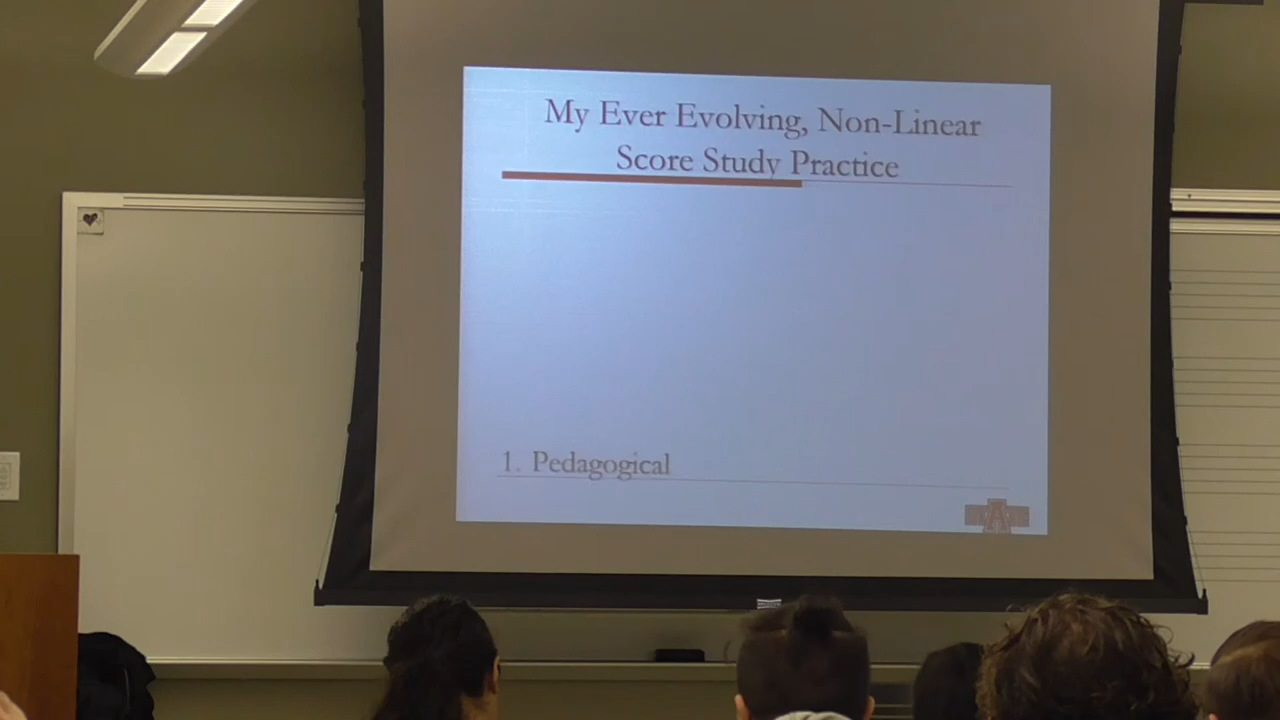 My Ever Evolving, Non-Linear
Score Study Practice
1. Pedagogical